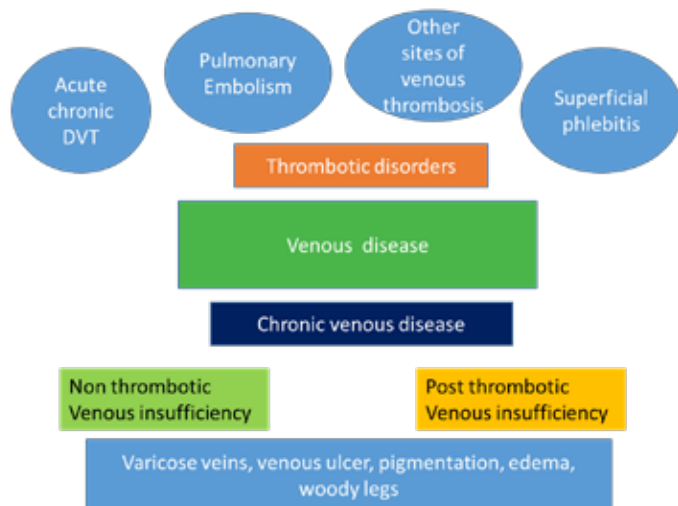 Acute
chronic
DVT
Pulmonary
Embolism
Other
sites of
venous
thrombosis
Superficial
phlebitis
Thrombotic disorders
Venous disease
Chronic venous disease
Non thrombotic
Venous insufficiency
Post thrombotic
Venous insufficiency
Varicose veins, venous ulcer, pigmentation, edema,
woody legs